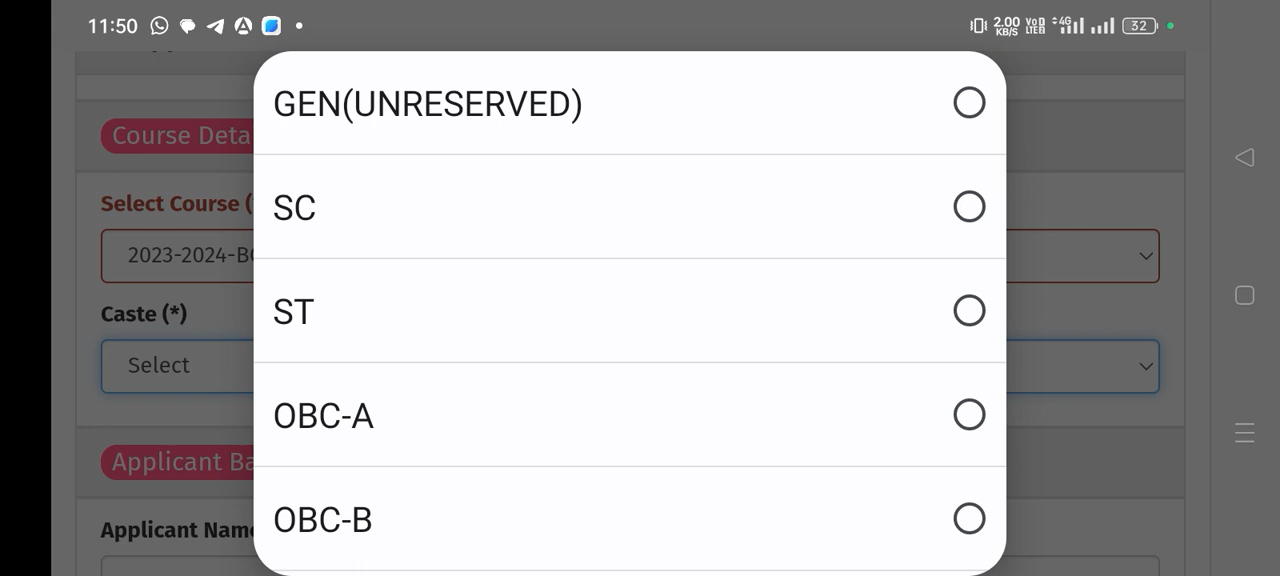 11:50
2.00 KB/S
Vo LTE
4G
32
GEN(UNRESERVED)
Course Deta
Select Course (
SC
2023-2024-B
ST
Caste (*)
Select
OBC-A
Applicant Ba
OBC-B
Applicant Nam